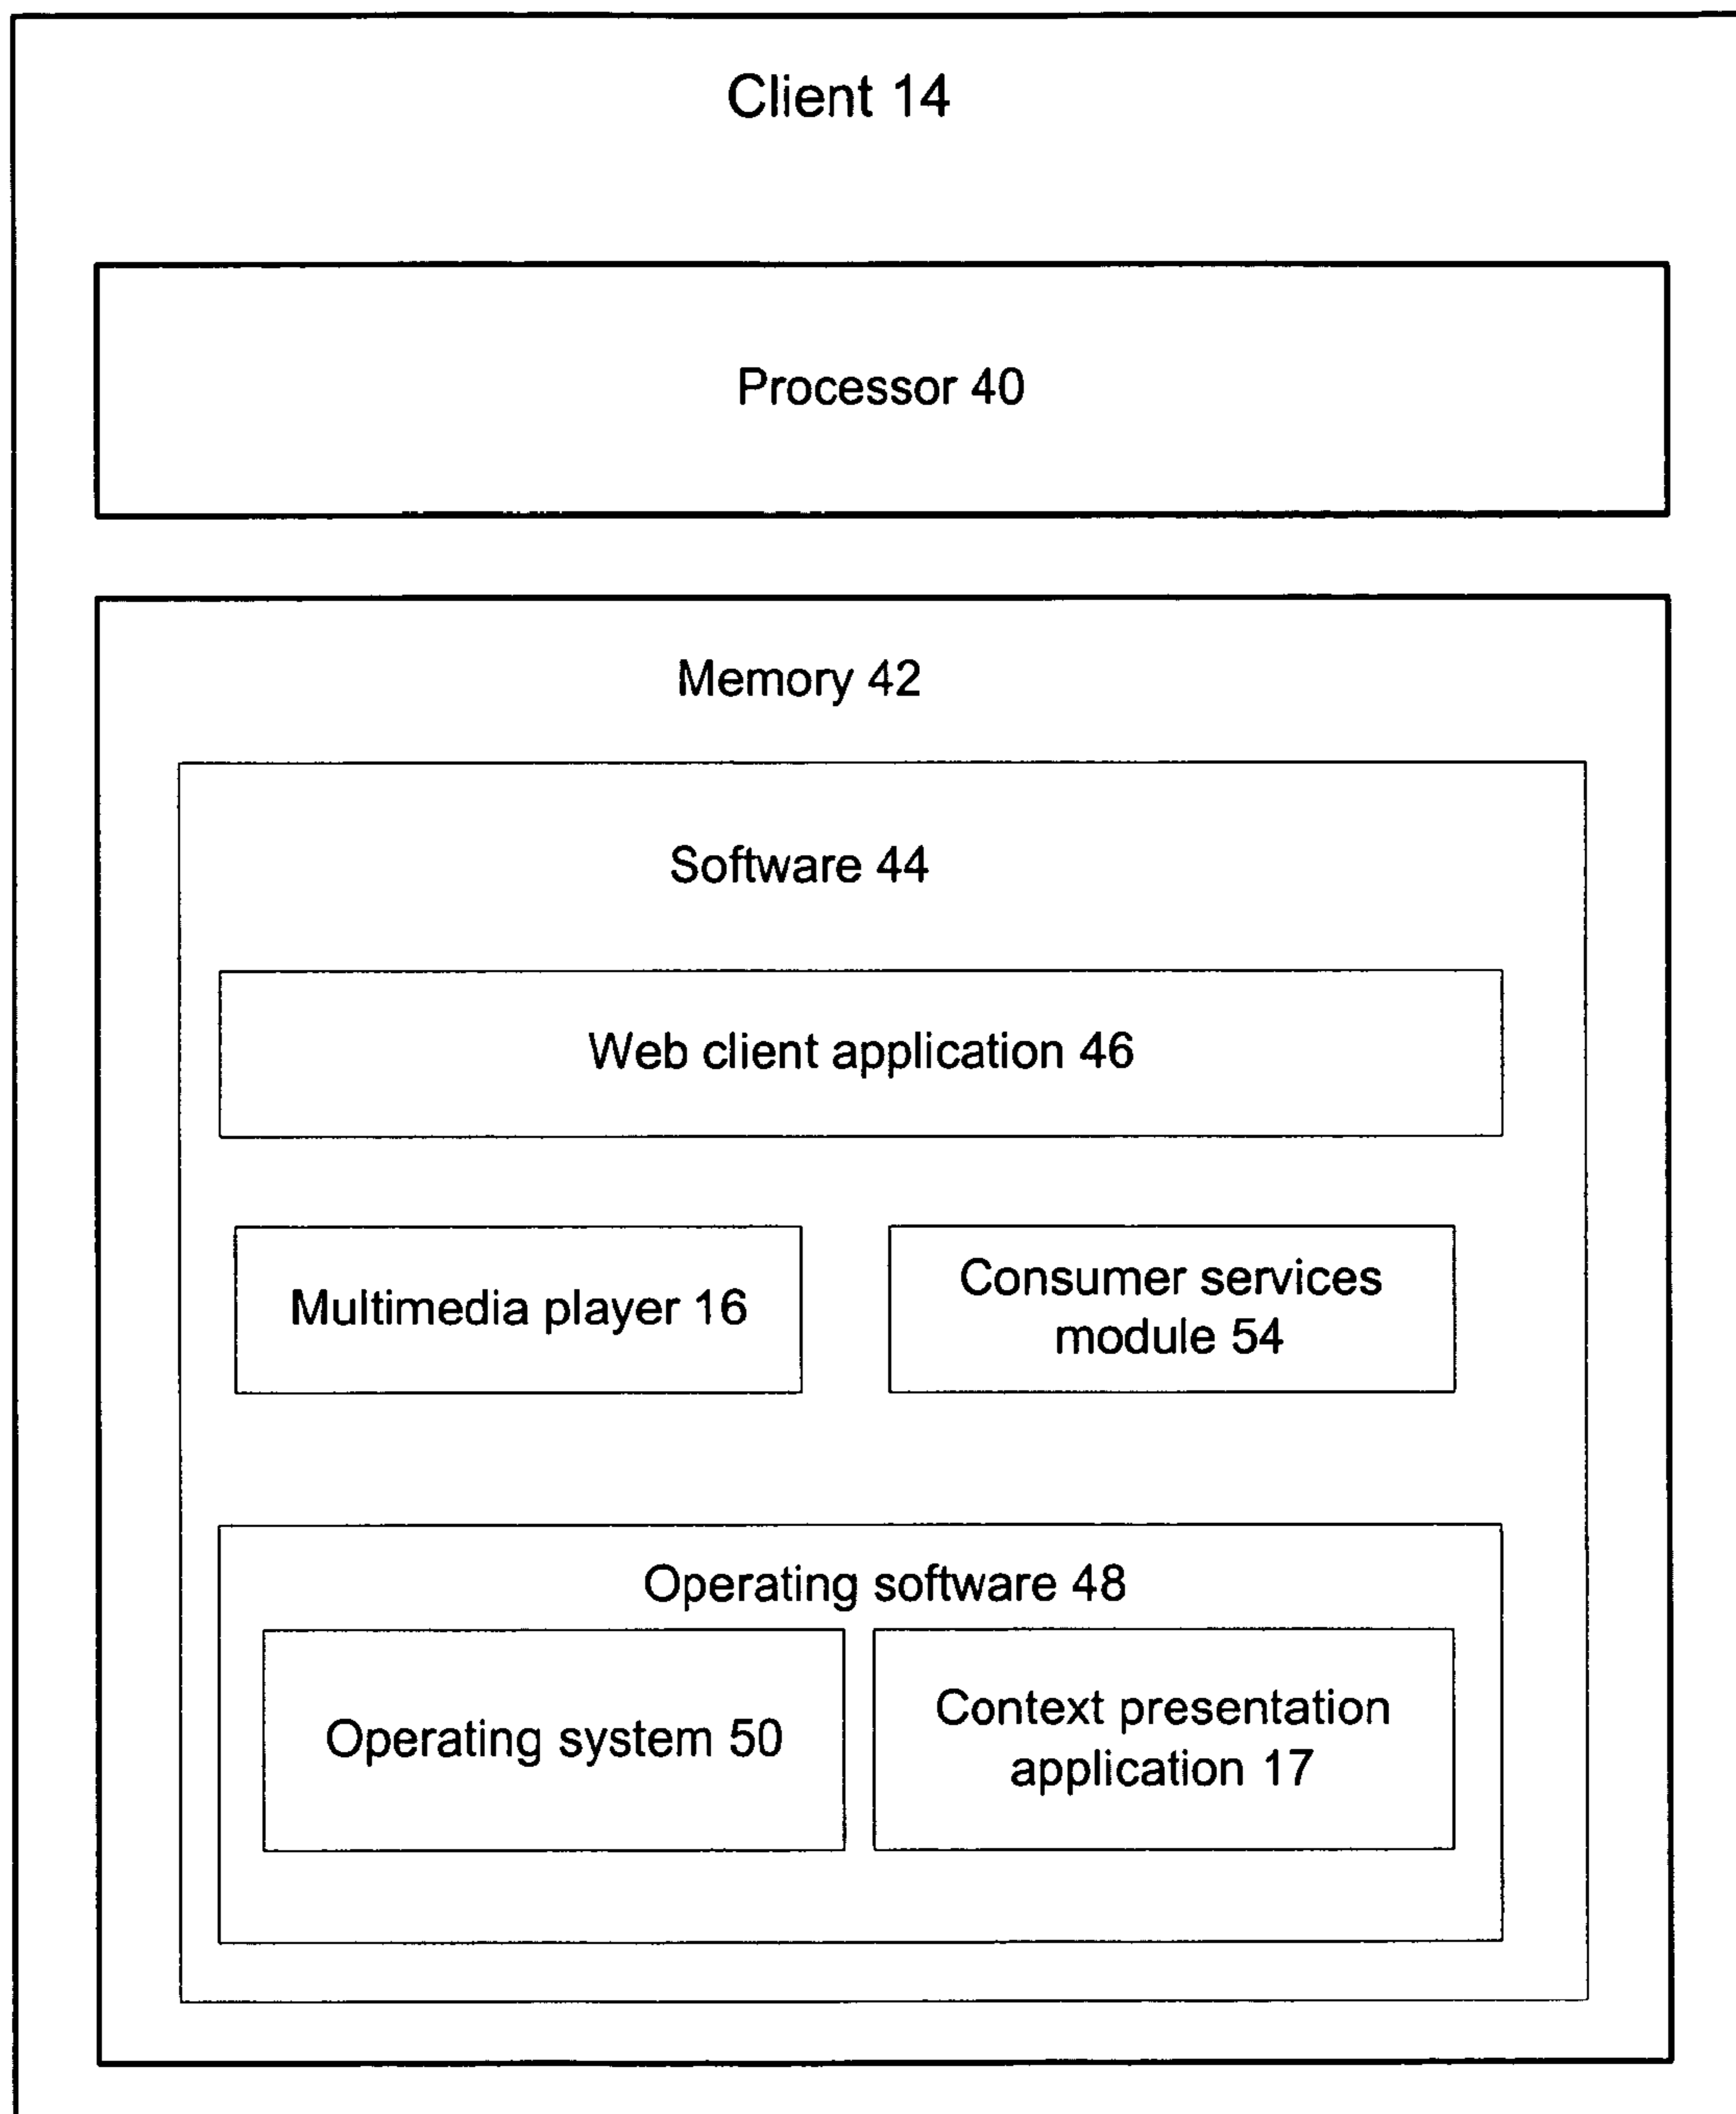 Client 14
Processor 40
Memory 42
Software 44
Web client application 46
Multimedia player 16
Consumer services
module 54
Operating software 48
Operating system 50
Context presentation
application 17